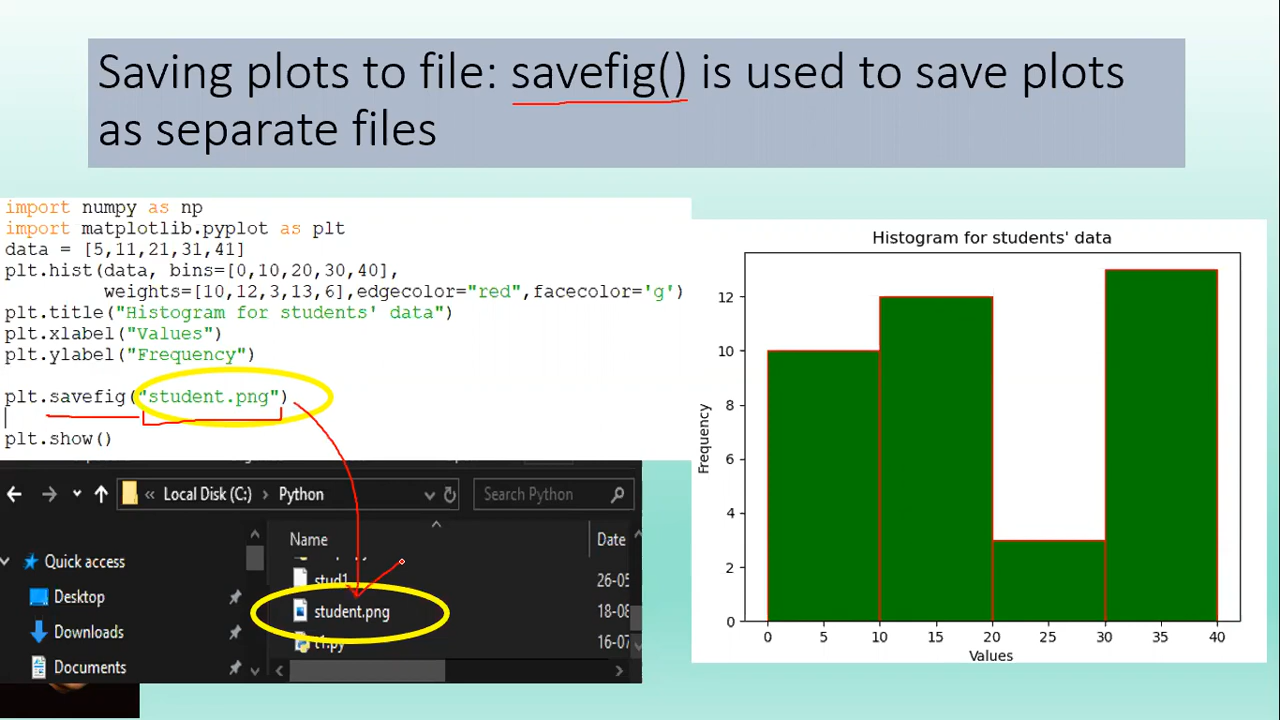 Saving plots to file: savefig() is used to save plots
as separate files
import numpy as np
import matplotlib.pyplot as plt
data = [5,11,21,31,41]
plt.hist(data, bins=[0,10,20,30,40],
weights=[10,12,3,13,6],edgecolor="red",facecolor='g')
plt.title("Histogram for students' data")
plt.xlabel("Values")
plt.ylabel("Frequency")
plt.savefig("student.png")
plt.show()
« Local Disk (C:) > Python
Search Python
Name
Date
Quick access
Desktop
Downloads
Documents
stud1
26-05
student.png
18-08
t1.py
16-07
Histogram for students' data
Frequency
12
10
8
6
4
2
0
0 5 10 15 20 25 30 35 40
Values